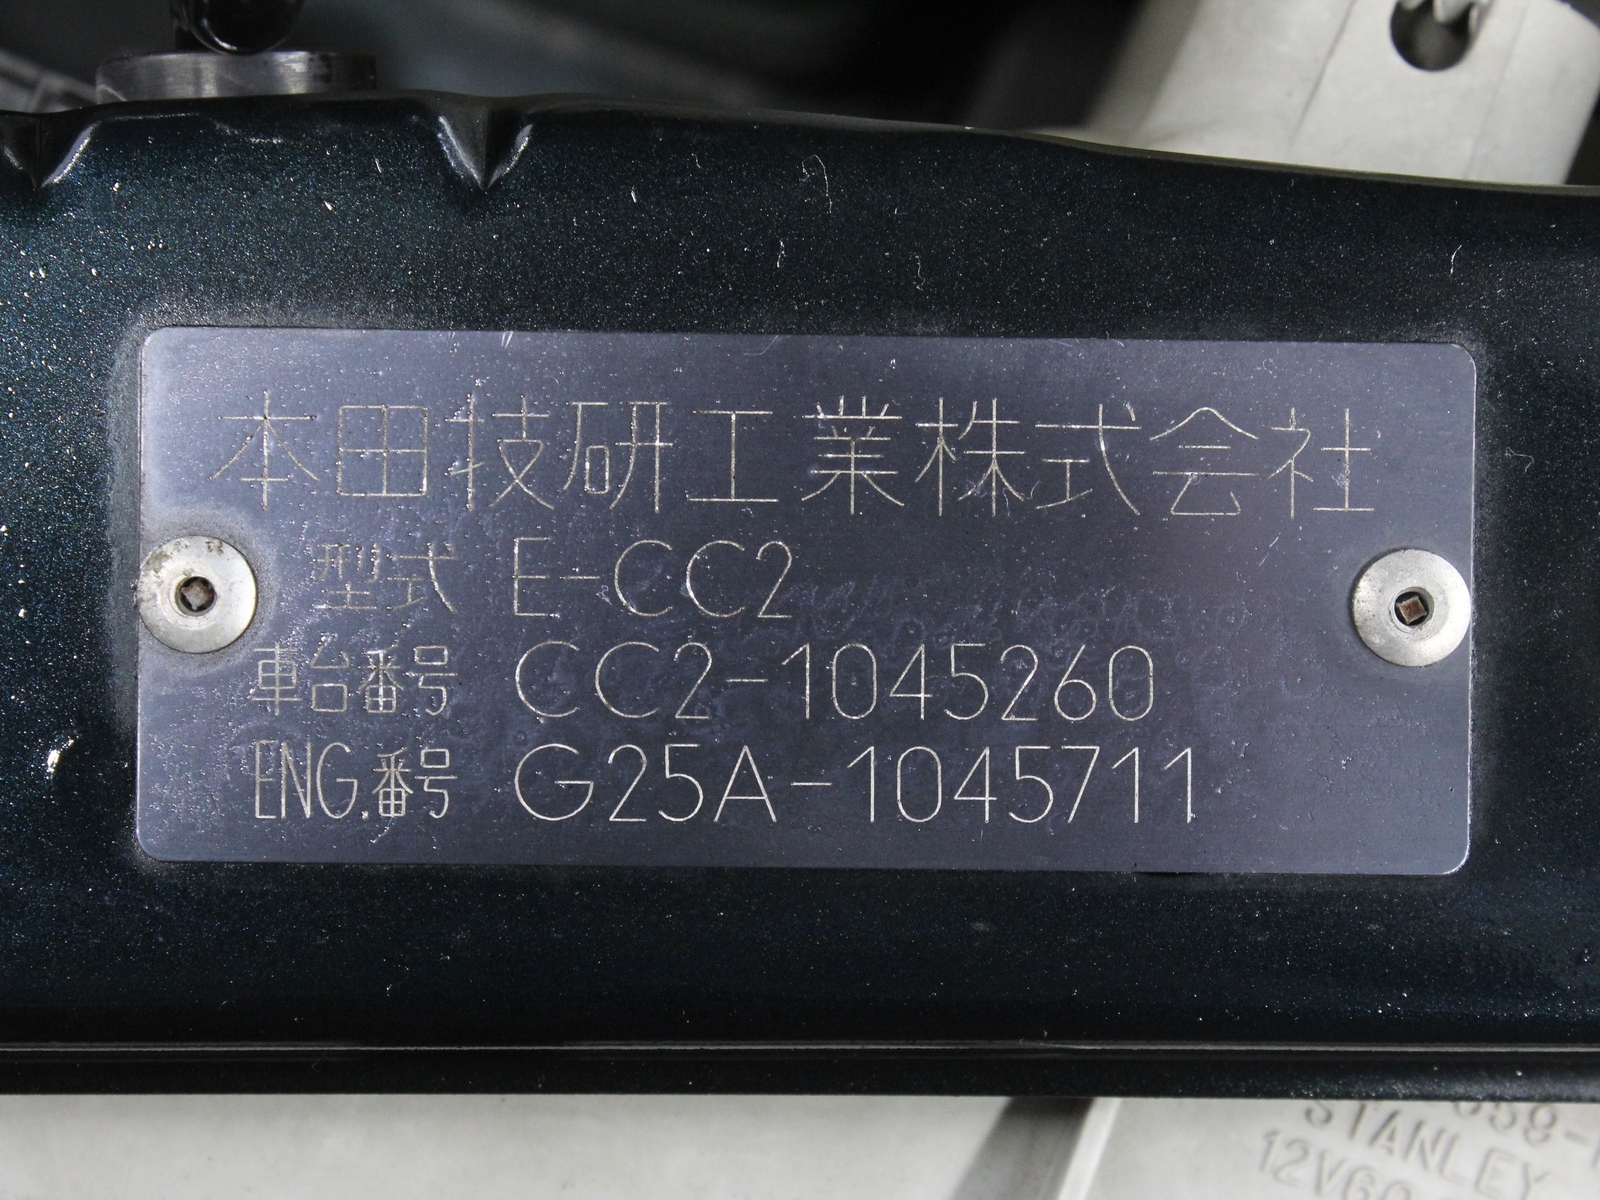 本田技研工業株式会社
型式 E-CC2
車台番号 CC2-1045260
ENG.番号 G25A-1045711
STANLEY